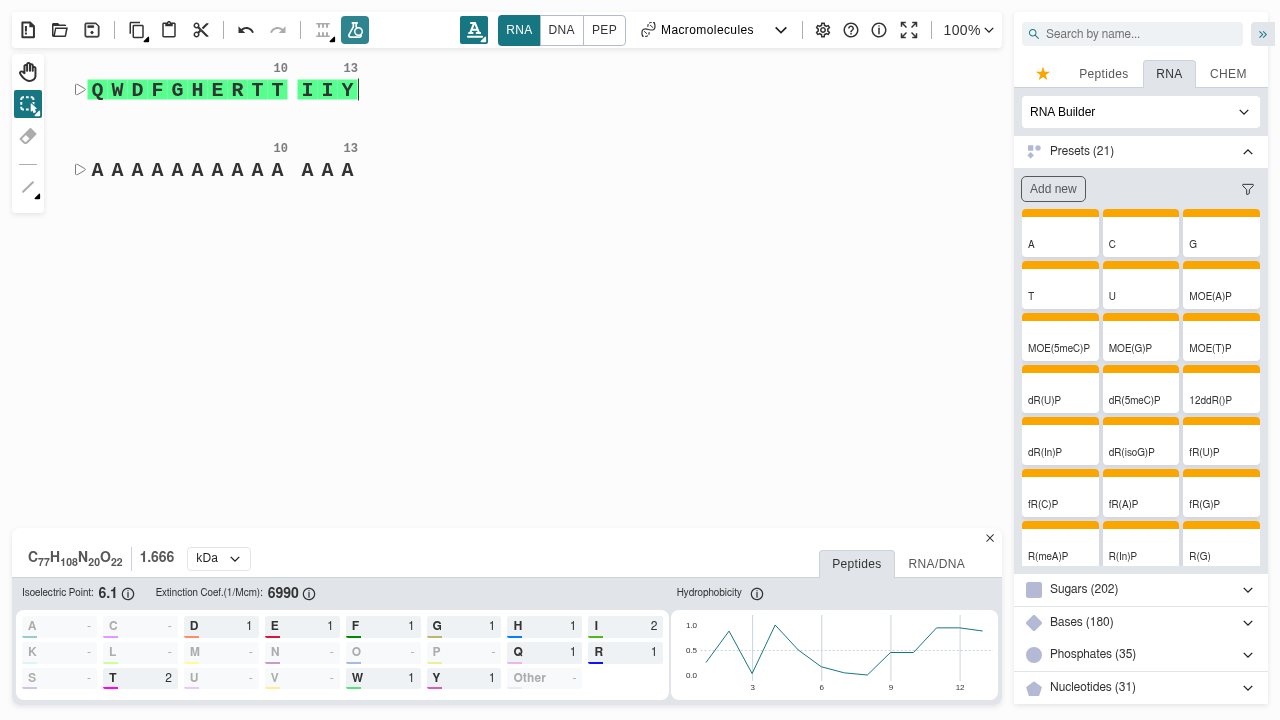 A RNA DNA PEP Macromolecules 100%
Search by name...
Peptides RNA CHEM
RNA Builder
Presets (21)
Add new
A C G
T U MOE(A)P
MOE(5meC)P MOE(G)P MOE(T)P
dR(U)P dR(5meC)P 12ddR()P
dR(In)P dR(isoG)P fR(U)P
fR(C)P fR(A)P fR(G)P
R(meA)P R(In)P R(G)
Sugars (202)
Bases (180)
Phosphates (35)
Nucleotides (31)
10 13
QWDFGHERTT IIY
10 13
AAAAAAAAAA AAA
C77H108N20O22 1.666 kDa
Peptides RNA/DNA
Isoelectric Point: 6.1 Extinction Coef.(1/Mcm): 6990 Hydrophobicity
A - C - D 1 E 1 F 1 G 1 H 1 I 2
K - L - M - N - O - P - Q 1 R 1
S - T 2 U - V - W 1 Y 1 Other -
1.0
0.5
0.0
3 6 9 12